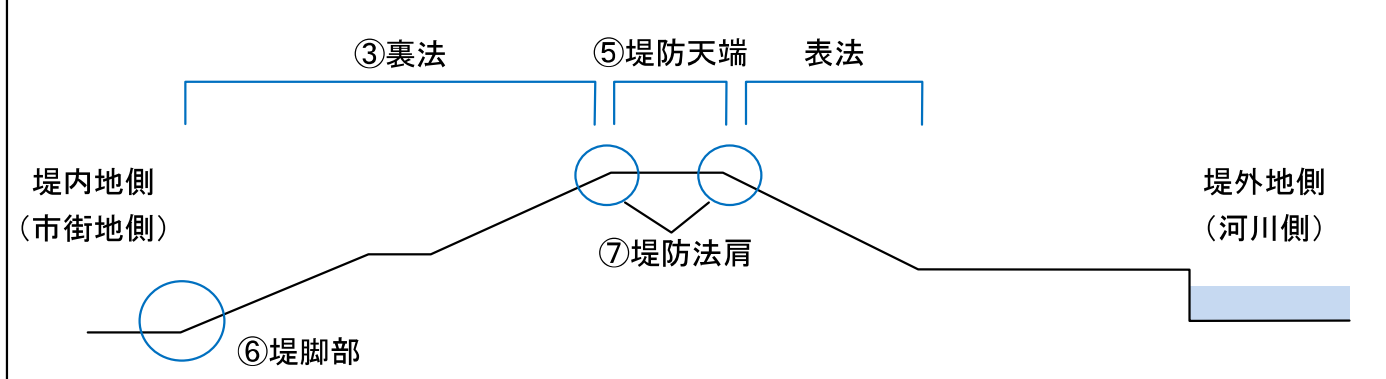 ③裏法
⑤堤防天端
表法
堤内地側
（市街地側）
堤外地側
（河川側）
⑦堤防法肩
⑥堤脚部